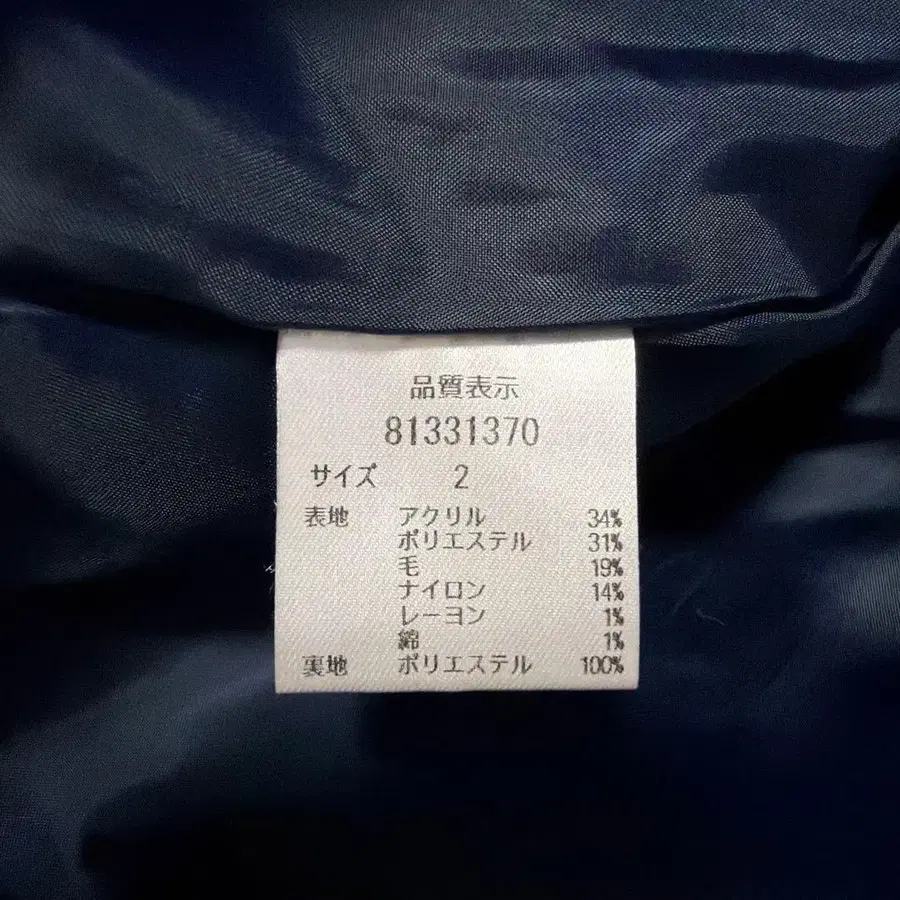 品質表示
81331370
サイズ 2
表地 アクリル 34%
ポリエステル 31%
毛 19%
ナイロン 14%
レーヨン 1%
綿 1%
裏地 ポリエステル 100%